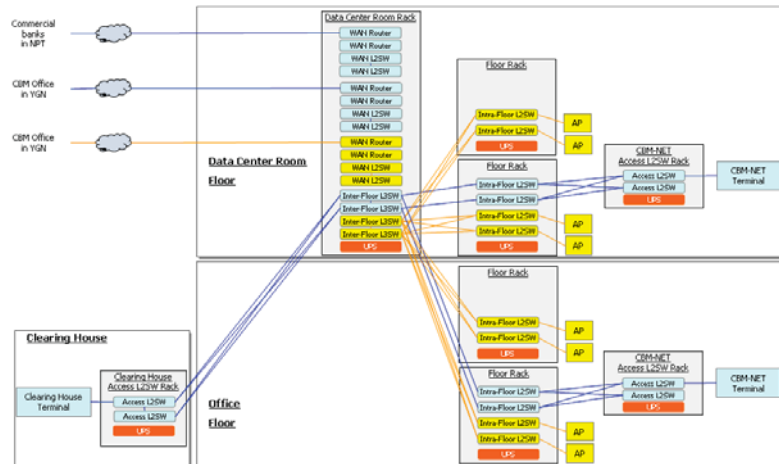 Commercial
banks
in NPT
CBM Office
in YGN
CBM Office
in YGN
Data Center Room
Floor
Data Center Room Rack
WAN Router
WAN Router
WAN L2SW
WAN L2SW
WAN Router
WAN Router
WAN L2SW
WAN L2SW
WAN Router
WAN Router
WAN L2SW
WAN L2SW
Inter-Floor L3SW
Inter-Floor L3SW
Inter-Floor L3SW
Inter-Floor L3SW
UPS
Floor Rack
Intra-Floor L2SW
Intra-Floor L2SW
UPS
AP
AP
Floor Rack
Intra-Floor L2SW
Intra-Floor L2SW
Intra-Floor L2SW
Intra-Floor L2SW
UPS
AP
AP
CBM-NET
Access L2SW Rack
Access L2SW
Access L2SW
UPS
CBM-NET
Terminal
Clearing House
Clearing House
Terminal
Clearing House
Access L2SW Rack
Access L2SW
Access L2SW
UPS
Office
Floor
Floor Rack
Intra-Floor L2SW
Intra-Floor L2SW
AP
AP
Floor Rack
Intra-Floor L2SW
Intra-Floor L2SW
Intra-Floor L2SW
Intra-Floor L2SW
UPS
AP
AP
CBM-NET
Access L2SW Rack
Access L2SW
Access L2SW
UPS
CBM-NET
Terminal